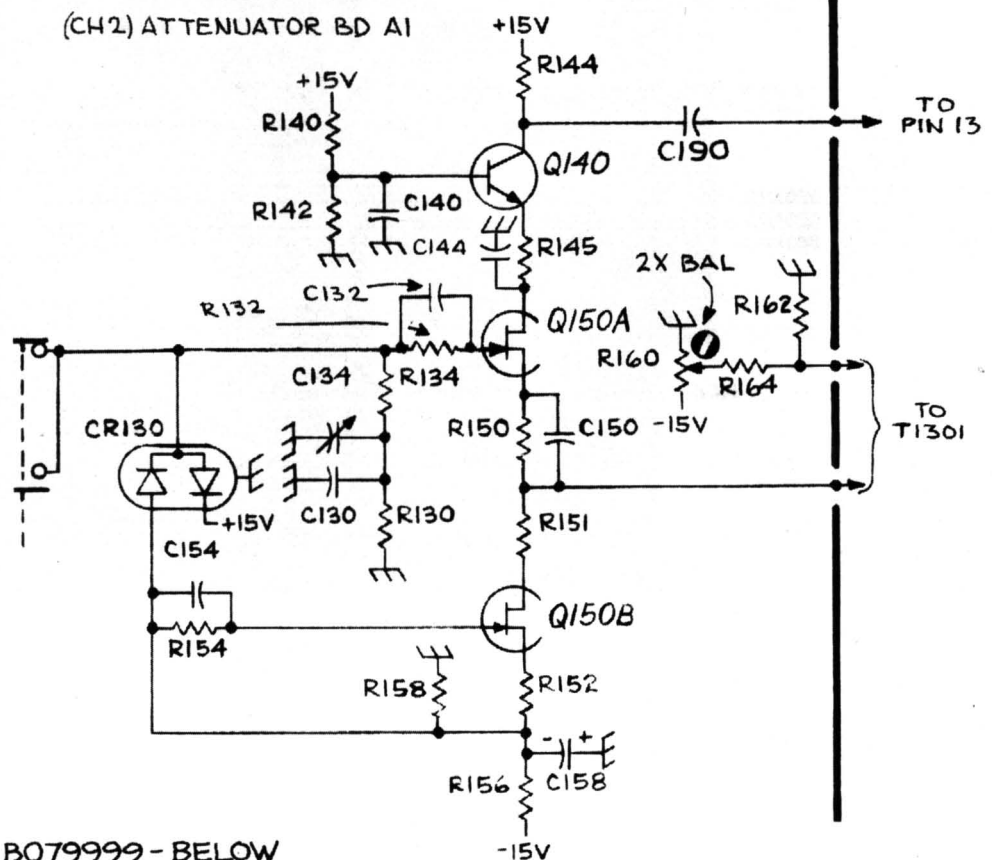 (CH2) ATTENUATOR BD A1
+15V
R144
+15V
R140
TO
PIN 13
C190
Q140
R142
C140
C144
R145
2X BAL
R132
C132
R162
Q150A
R160
C134
R134
R164
CR130
R150
C150
-15V
TO
T1301
+15V
C130
R130
R151
C154
Q150B
R154
R158
R152
- +
R156
C158
B079999 - BELOW
-15V